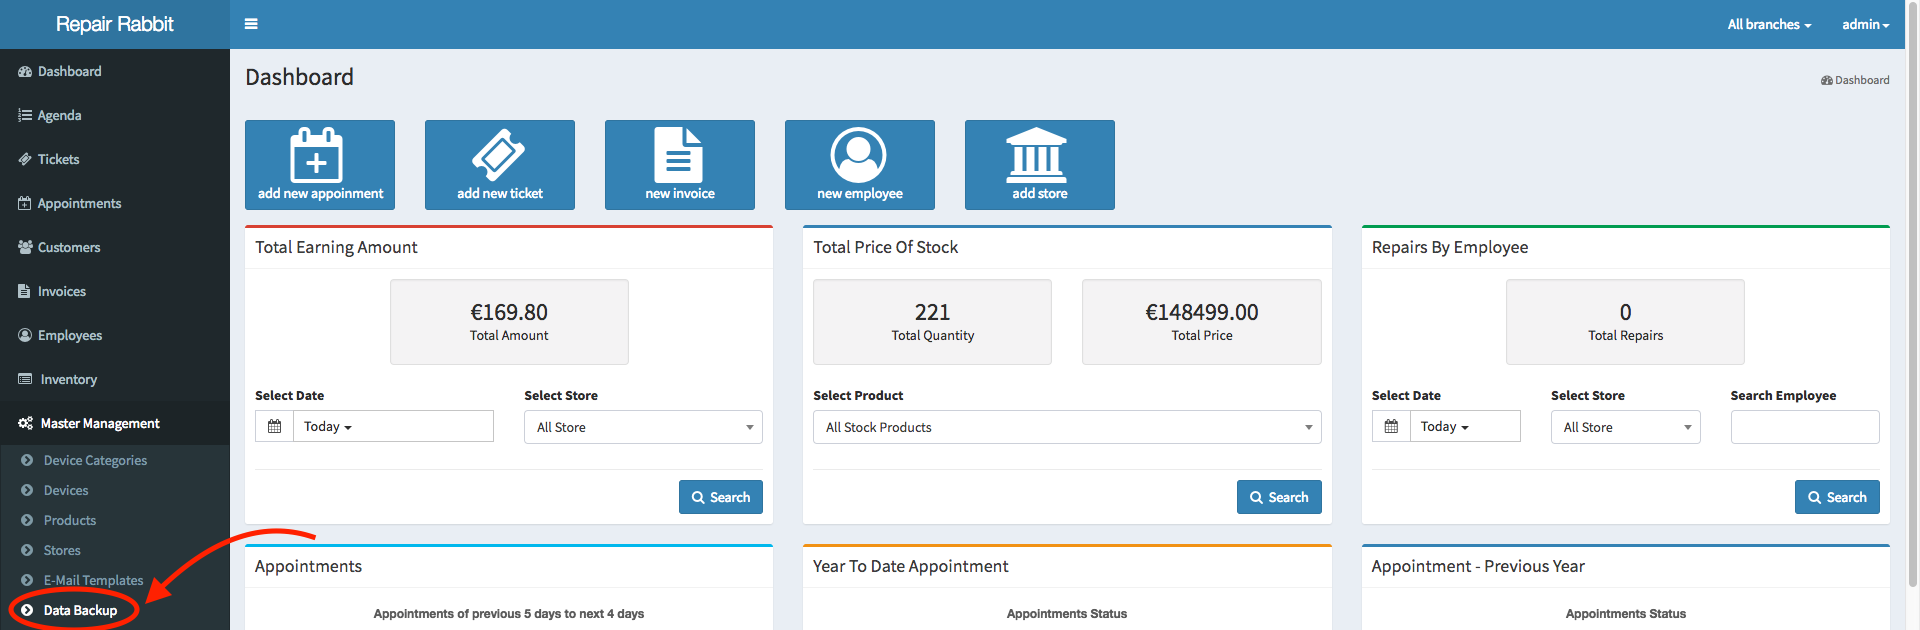 Repair Rabbit
All branches
admin
Dashboard
Agenda
Tickets
Appointments
Customers
Invoices
Employees
Inventory
Master Management
Device Categories
Devices
Products
Stores
E-Mail Templates
Data Backup
Dashboard
Dashboard
add new appoinment
add new ticket
new invoice
new employee
add store
Total Earning Amount
€169.80
Total Amount
Select Date
Select Store
Today
All Store
Search
Total Price Of Stock
221
Total Quantity
€148499.00
Total Price
Select Product
All Stock Products
Search
Repairs By Employee
0
Total Repairs
Select Date
Select Store
Search Employee
Today
All Store
Search
Appointments
Appointments of previous 5 days to next 4 days
Year To Date Appointment
Appointments Status
Appointment - Previous Year
Appointments Status